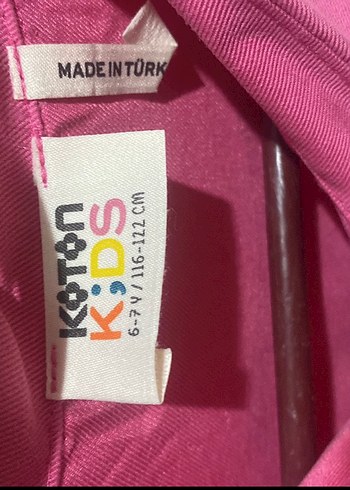 MADE IN TÜRK
KOTON
KIDS
6-7 Y / 116-122 CM